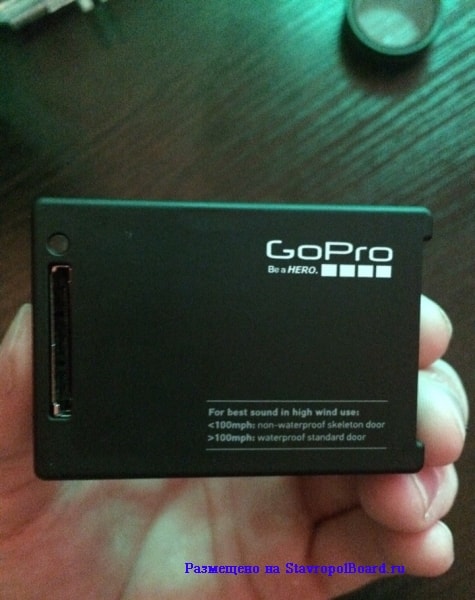 GoPro
Be a HERO.
For best sound in high wind use:
<100mph: non-waterproof skeleton door
>100mph: waterproof standard door
Размещено на StavropolBoard.ru